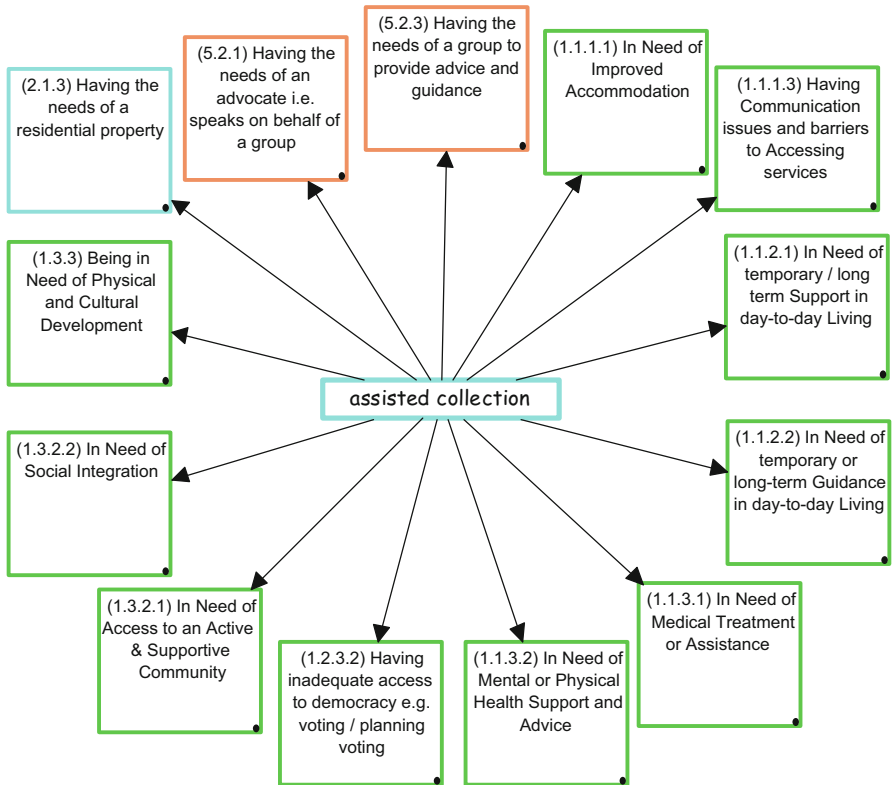 (2.1.3) Having the
needs of a
residential property
(5.2.1) Having the
needs of an
advocate i.e.
speaks on behalf of
a group
(5.2.3) Having the
needs of a group to
provide advice and
guidance
(1.1.1.1) In Need of
Improved
Accommodation
(1.1.1.3) Having
Communication
issues and barriers
to Accessing
services
(1.3.3) Being in
Need of Physical
and Cultural
Development
(1.1.2.1) In Need of
temporary / long
term Support in
day-to-day Living
assisted collection
(1.3.2.2) In Need of
Social Integration
(1.1.2.2) In Need of
temporary or
long-term Guidance
in day-to-day Living
(1.3.2.1) In Need of
Access to an Active
& Supportive
Community
(1.2.3.2) Having
inadequate access
to democracy e.g.
voting / planning
voting
(1.1.3.2) In Need of
Mental or Physical
Health Support and
Advice
(1.1.3.1) In Need of
Medical Treatment
or Assistance